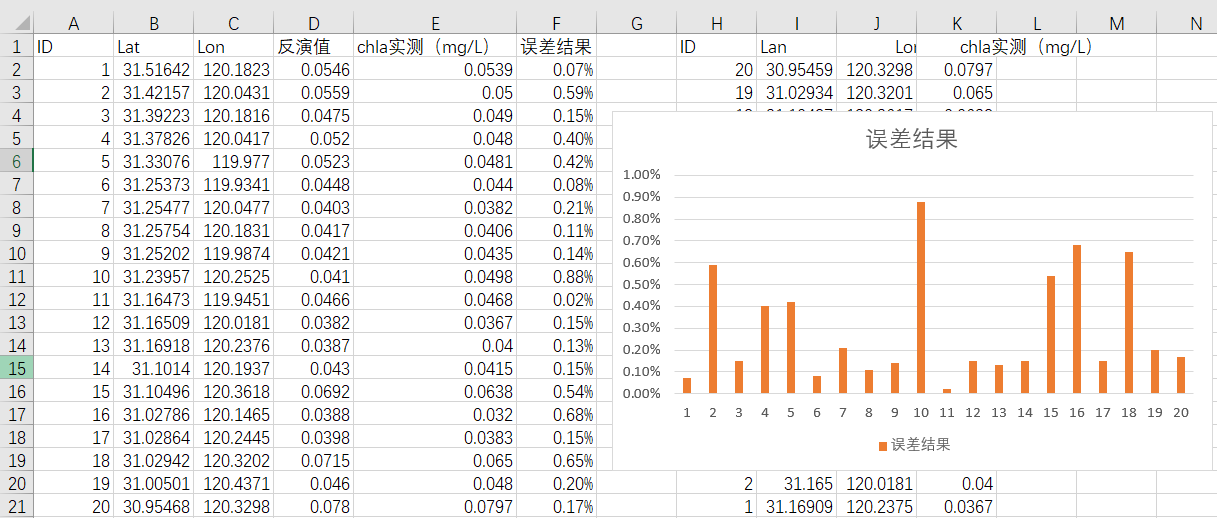 A B C D E F G H I J K L M N
1 ID Lat Lon 反演值 chla实测（mg/L） 误差结果 ID Lan Lor chla实测（mg/L）
2 1 31.51642 120.1823 0.0546 0.0539 0.07% 20 30.95459 120.3298 0.0797
3 2 31.42157 120.0431 0.0559 0.05 0.59% 19 31.02934 120.3201 0.065
4 3 31.39223 120.1816 0.0475 0.049 0.15%
5 4 31.37826 120.0417 0.052 0.048 0.40%
6 5 31.33076 119.977 0.0523 0.0481 0.42%
7 6 31.25373 119.9341 0.0448 0.044 0.08%
8 7 31.25477 120.0477 0.0403 0.0382 0.21%
9 8 31.25754 120.1831 0.0417 0.0406 0.11%
10 9 31.25202 119.9874 0.0421 0.0435 0.14%
11 10 31.23957 120.2525 0.041 0.0498 0.88%
12 11 31.16473 119.9451 0.0466 0.0468 0.02%
13 12 31.16509 120.0181 0.0382 0.0367 0.15%
14 13 31.16918 120.2376 0.0387 0.04 0.13%
15 14 31.1014 120.1937 0.043 0.0415 0.15%
16 15 31.10496 120.3618 0.0692 0.0638 0.54%
17 16 31.02786 120.1465 0.0388 0.032 0.68%
18 17 31.02864 120.2445 0.0398 0.0383 0.15%
19 18 31.02942 120.3202 0.0715 0.065 0.65%
20 19 31.00501 120.4371 0.046 0.048 0.20% 2 31.165 120.0181 0.04
21 20 30.95468 120.3298 0.078 0.0797 0.17% 1 31.16909 120.2375 0.0367
误差结果
1.00%
0.90%
0.80%
0.70%
0.60%
0.50%
0.40%
0.30%
0.20%
0.10%
0.00%
1 2 3 4 5 6 7 8 9 10 11 12 13 14 15 16 17 18 19 20
误差结果